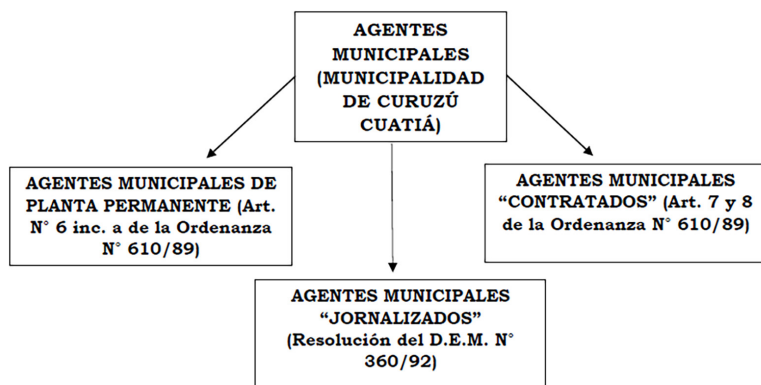 AGENTES
MUNICIPALES
(MUNICIPALIDAD
DE CURUZÚ
CUATIÁ)
AGENTES MUNICIPALES DE
PLANTA PERMANENTE (Art.
N° 6 inc. a de la Ordenanza
N° 610/89)
AGENTES MUNICIPALES
“CONTRATADOS” (Art. 7 y 8
de la Ordenanza N° 610/89)
AGENTES MUNICIPALES
“JORNALIZADOS”
(Resolución del D.E.M. N°
360/92)